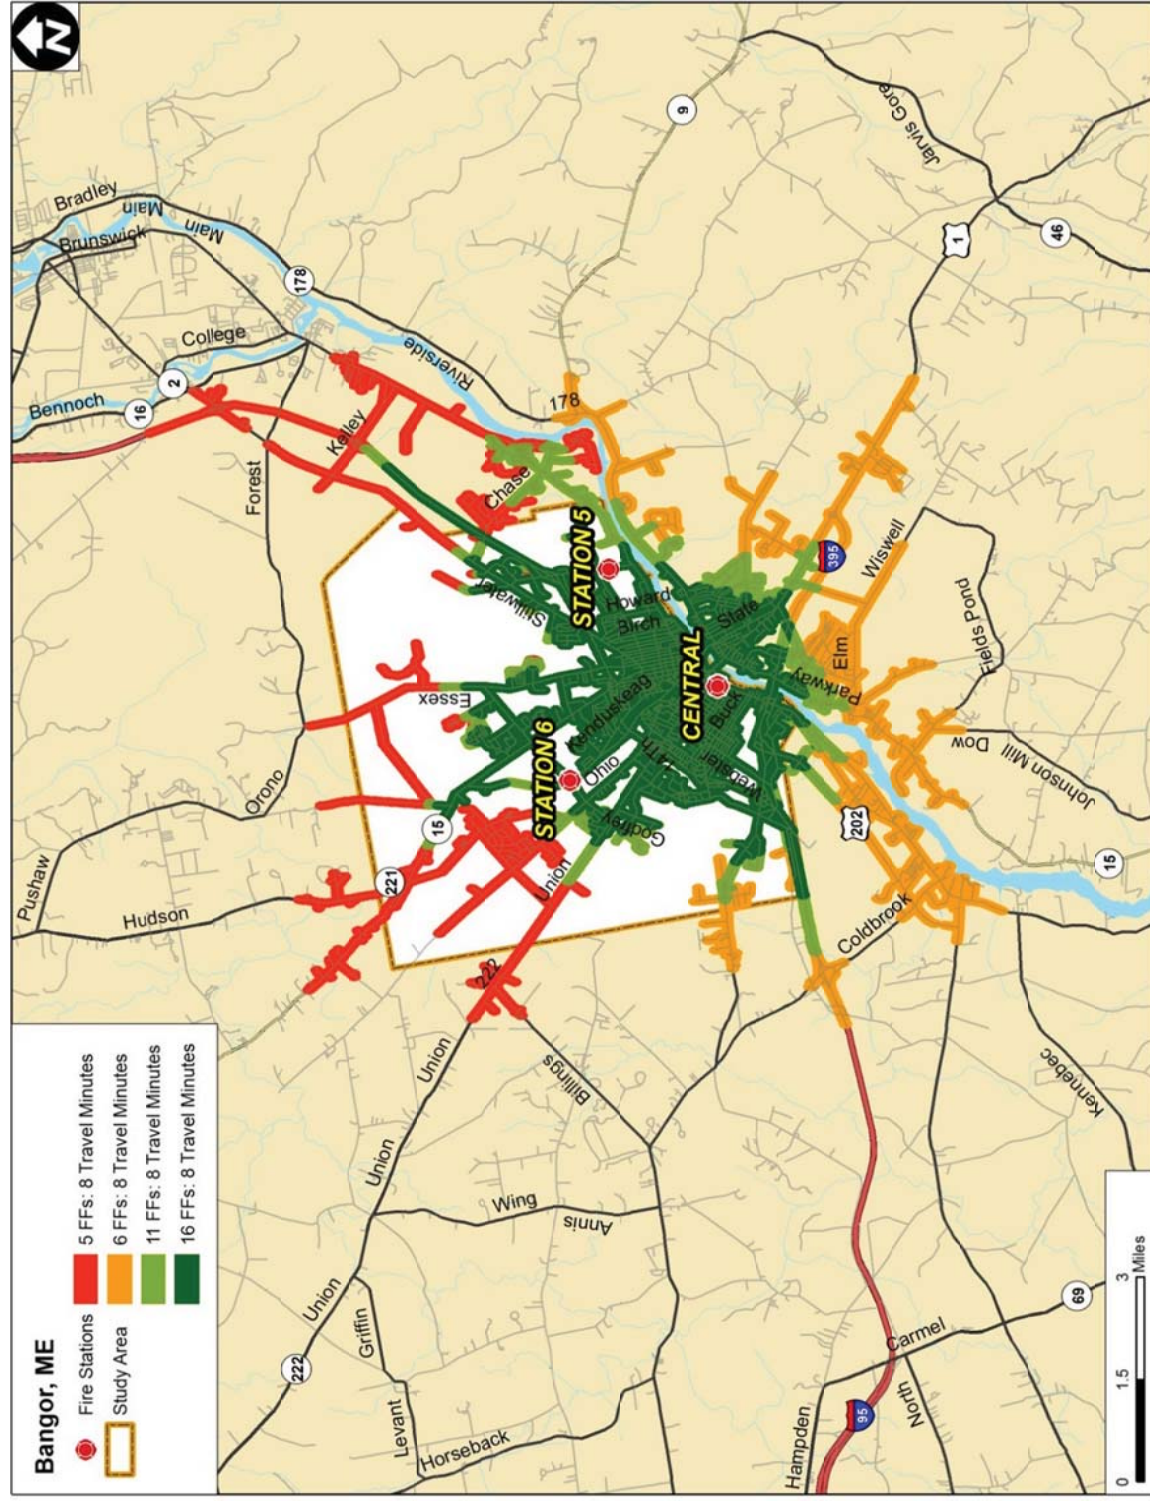 Bangor, ME
Fire Stations
Study Area
5 FFs: 8 Travel Minutes
6 FFs: 8 Travel Minutes
11 FFs: 8 Travel Minutes
16 FFs: 8 Travel Minutes
N
Bradley
Main
Main
Brunswick
178
College
2
Bennoch
16
Riverside
Kelley
Forest
Chase
178
9
Jarvis Gore
1
46
Pushaw
Hudson
Orono
Essex
Stillwater
STATION 5
Howard
Birch
State
395
Wiswell
Fields Pond
Elm
Parkway
CENTRAL
Buck
Kenduskeag
STATION 6
Ohio
14Th
Webster
Godfrey
15
221
Union
222
Union
Billings
Union
Wing
Annis
Union
222
Griffin
Levant
Horseback
Dow
Johnson Mill
202
15
Coldbrook
Kennebec
69
Carmel
North
Hampden
95
0 1.5 3
Miles